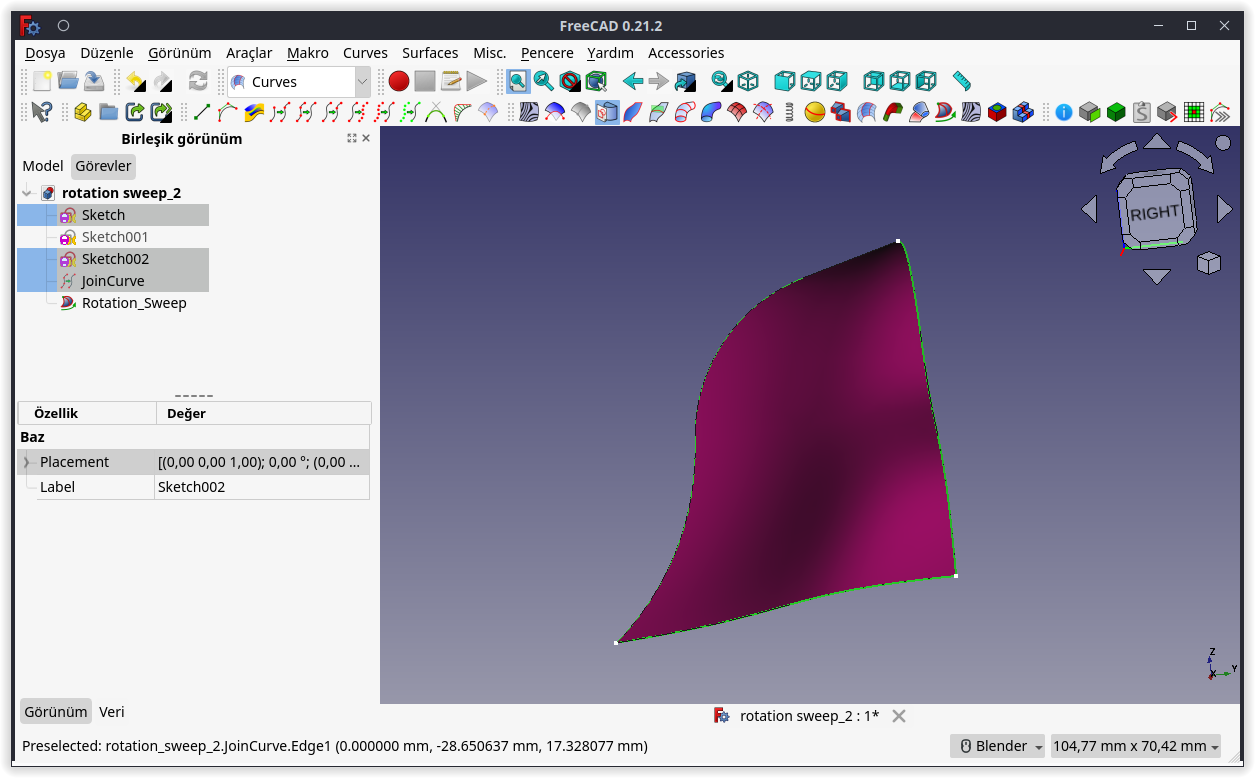 FreeCAD 0.21.2
Dosya Düzenle Görünüm Araçlar Makro Curves Surfaces Misc. Pencere Yardım Accessories
Curves
Birleşik görünüm
Model Görevler
rotation sweep_2
Sketch
Sketch001
Sketch002
JoinCurve
Rotation_Sweep
RIGHT
Özellik Değer
Baz
Placement [(0,00 0,00 1,00); 0,00 °; (0,00 ...
Label Sketch002
Z
Y
X
Görünüm Veri
rotation sweep_2 : 1*
Preselected: rotation_sweep_2.JoinCurve.Edge1 (0.000000 mm, -28.650637 mm, 17.328077 mm)
Blender 104,77 mm x 70,42 mm